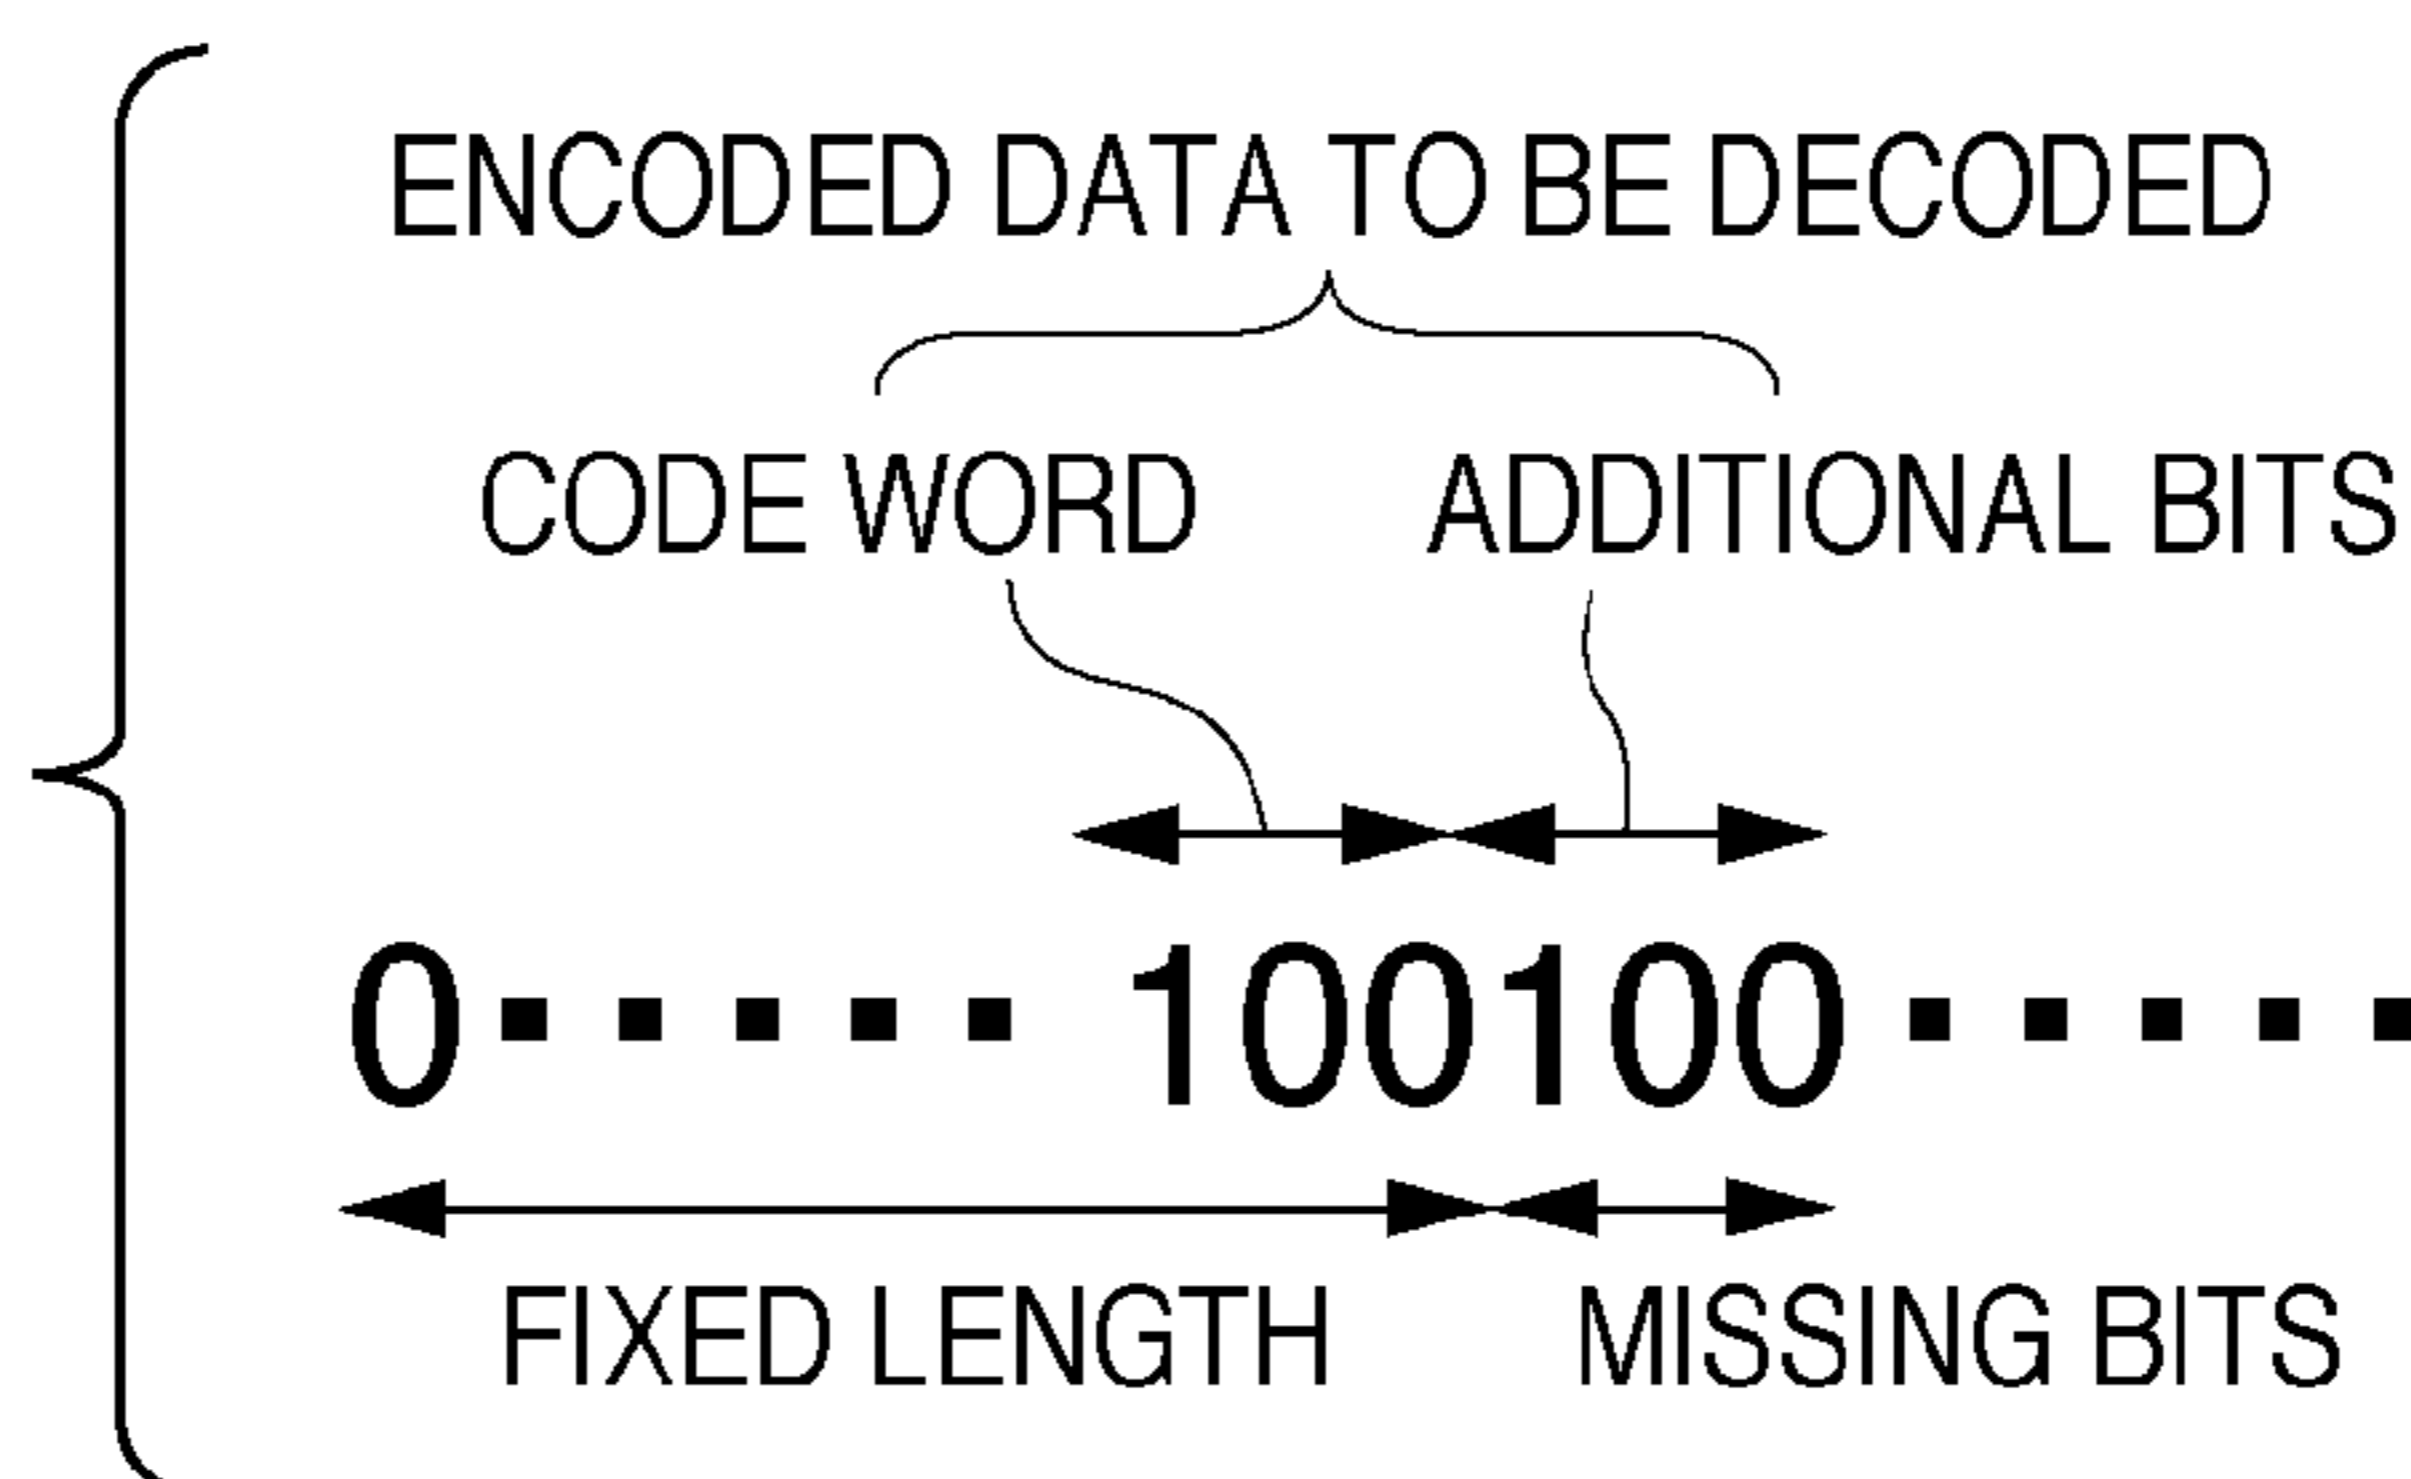 ENCODED DATA TO BE DECODED
CODE WORD ADDITIONAL BITS
0 ▪ ▪ ▪ ▪ ▪ 100100 ▪ ▪ ▪ ▪ ▪
FIXED LENGTH MISSING BITS